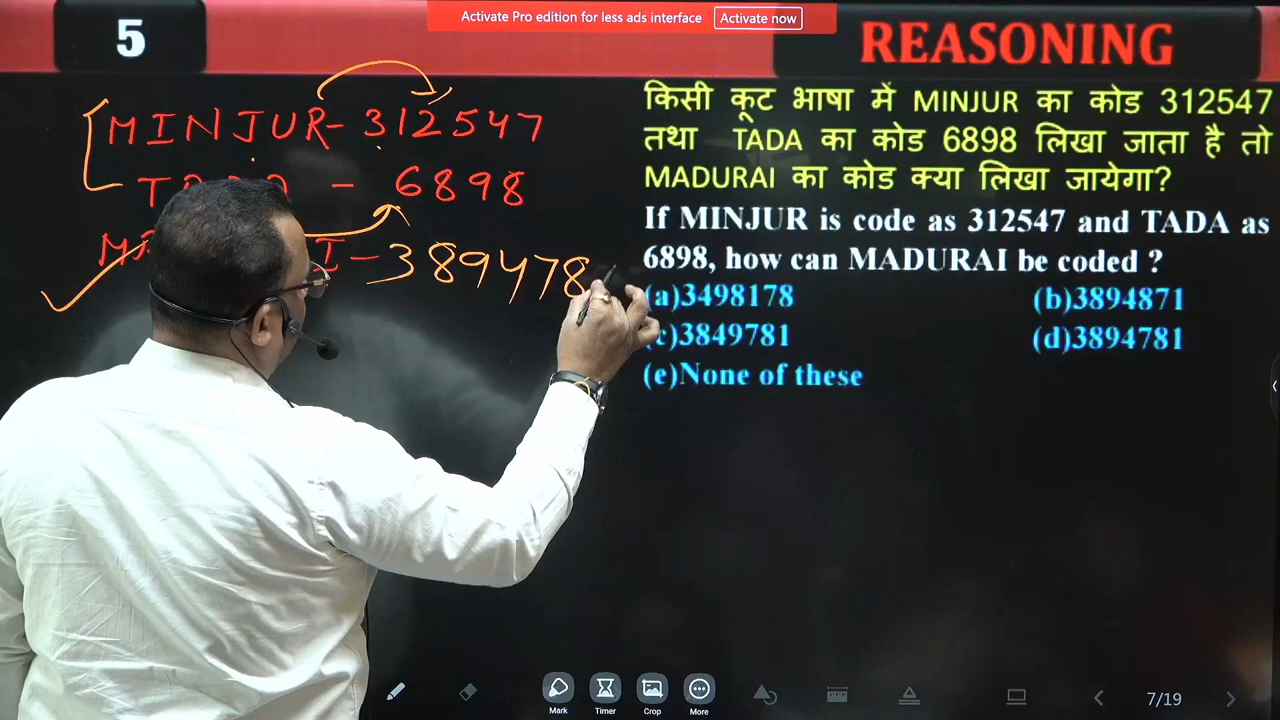 Activate Pro edition for less ads interface
Activate now
5
REASONING
MINJUR- 312547
- 6898
I - 389478
किसी कूट भाषा में MINJUR का कोड 312547
तथा TADA का कोड 6898 लिखा जाता है तो
MADURAI का कोड क्या लिखा जायेगा?
If MINJUR is code as 312547 and TADA as
6898, how can MADURAI be coded ?
(a)3498178
(b)3894871
3849781
(d)3894781
(e)None of these
Mark
Timer
Crop
More
7/19